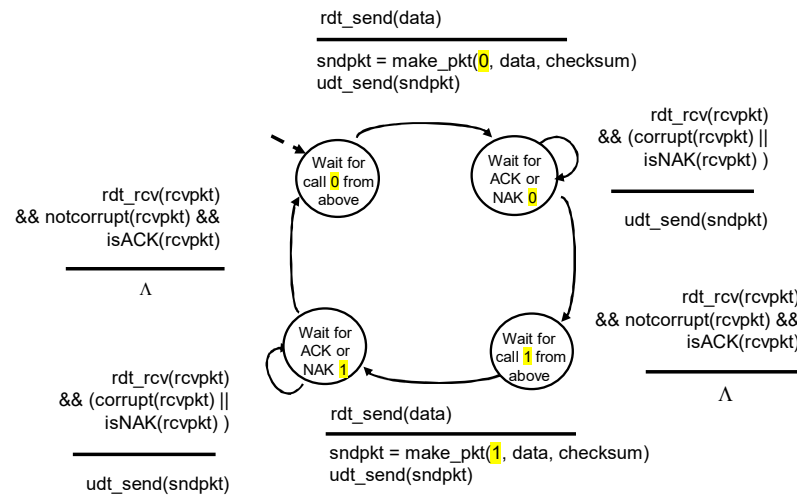 rdt_send(data)
sndpkt = make_pkt(0, data, checksum)
udt_send(sndpkt)
Wait for
call 0 from
above
Wait for
ACK or
NAK 0
rdt_rcv(rcvpkt)
&& (corrupt(rcvpkt) ||
isNAK(rcvpkt) )
udt_send(sndpkt)
rdt_rcv(rcvpkt)
&& notcorrupt(rcvpkt) &&
isACK(rcvpkt)
Λ
rdt_rcv(rcvpkt)
&& notcorrupt(rcvpkt) &&
isACK(rcvpkt)
Λ
Wait for
ACK or
NAK 1
Wait for
call 1 from
above
rdt_rcv(rcvpkt)
&& (corrupt(rcvpkt) ||
isNAK(rcvpkt) )
udt_send(sndpkt)
rdt_send(data)
sndpkt = make_pkt(1, data, checksum)
udt_send(sndpkt)